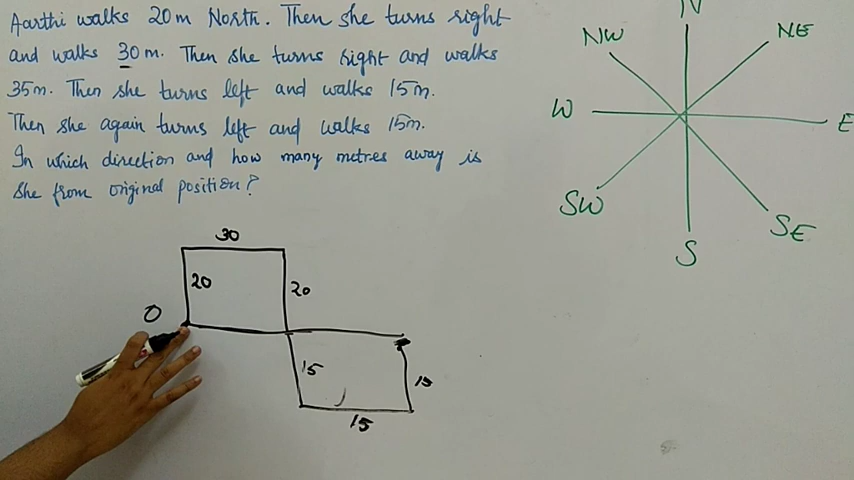 Aarthi walks 20m North. Then she turns right
and walks 30m. Then she turns right and walks
35m. Then she turns left and walks 15m.
Then she again turns left and walks 15m.
In which direction and how many metres away is
she from original position?
N
NW
NE
W
E
SW
SE
S
30
20
20
O
15
15
15